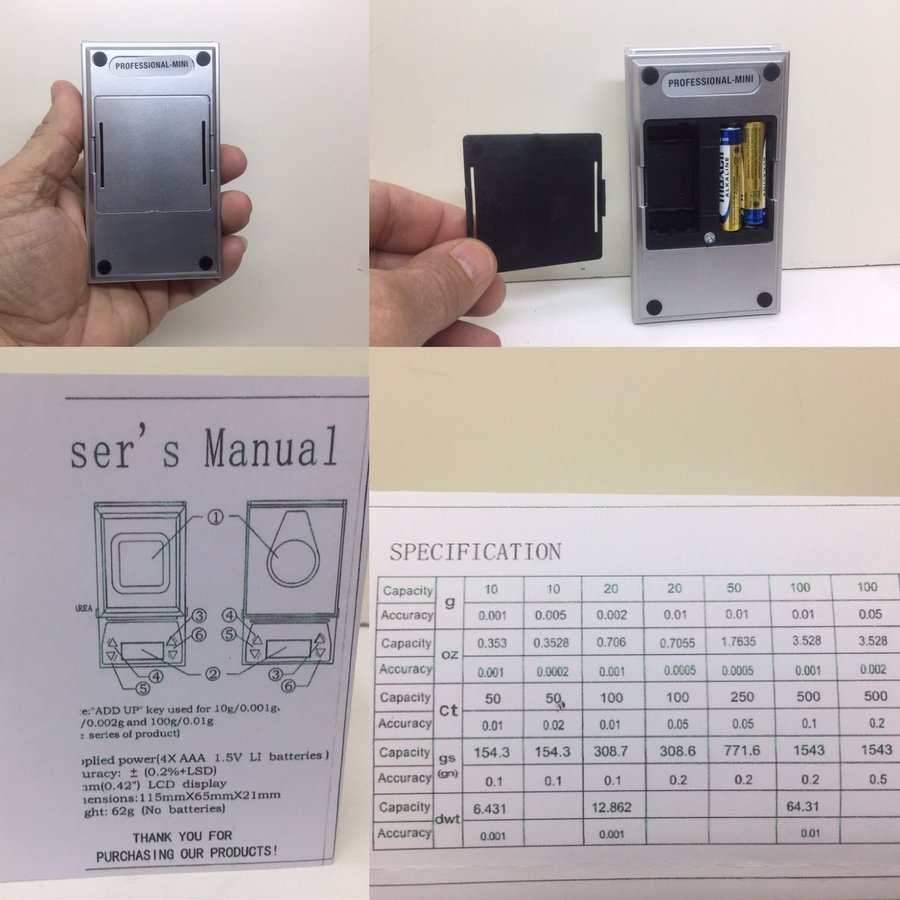 PROFESSIONAL-MINI
PROFESSIONAL-MINI
maxell
ALKALINE
ser's Manual
①
AREA
③ ④
⑥ ⑤
② ③
④ ⑥
⑤
e:"ADD UP" key used for 10g/0.001g、
/0.002g and 100g/0.01g
series of product)
plied power(4X AAA 1.5V LI batteries)
uracy: ± (0.2%+LSD)
nm(0.42") LCD display
ensions:115mmX65mmX21mm
ght: 62g (No batteries)
THANK YOU FOR
PURCHASING OUR PRODUCTS!
SPECIFICATION
Capacity g 10 10 20 20 50 100 100
Accuracy 0.001 0.005 0.002 0.01 0.01 0.01 0.05
Capacity oz 0.353 0.3528 0.706 0.7055 1.7635 3.528 3.528
Accuracy 0.001 0.0002 0.001 0.0005 0.0005 0.001 0.002
Capacity ct 50 50 100 100 250 500 500
Accuracy 0.01 0.02 0.01 0.05 0.05 0.1 0.2
Capacity gs 154.3 154.3 308.7 308.6 771.6 1543 1543
Accuracy (gn) 0.1 0.1 0.1 0.2 0.2 0.2 0.5
Capacity dwt 6.431 12.862 64.31
Accuracy 0.001 0.001 0.01